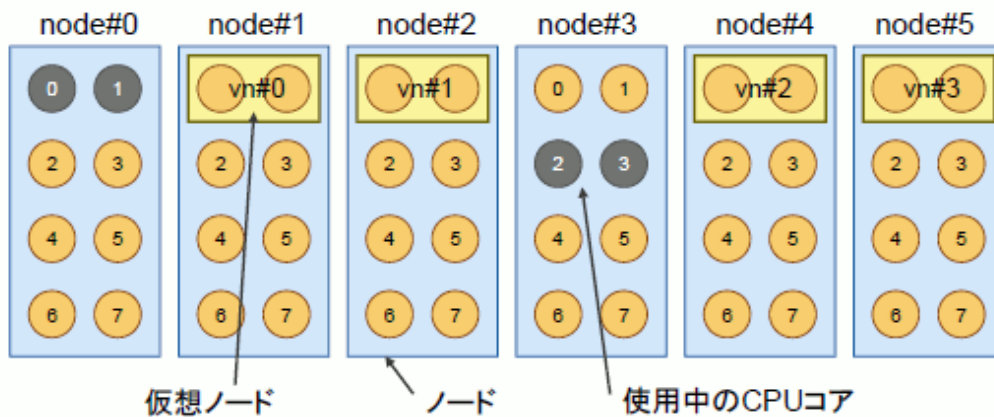 node#0 node#1 node#2 node#3 node#4 node#5
0 1 vn#0 vn#1 0 1 vn#2 vn#3
2 3 2 3 2 3 2 3 2 3 2 3
4 5 4 5 4 5 4 5 4 5 4 5
6 7 6 7 6 7 6 7 6 7 6 7
仮想ノード ノード 使用中のCPUコア